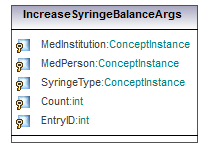 IncreaseSyringeBalanceArgs
MedInstitution:ConceptInstance
MedPerson:ConceptInstance
SyringeType:ConceptInstance
Count:int
EntryID:int